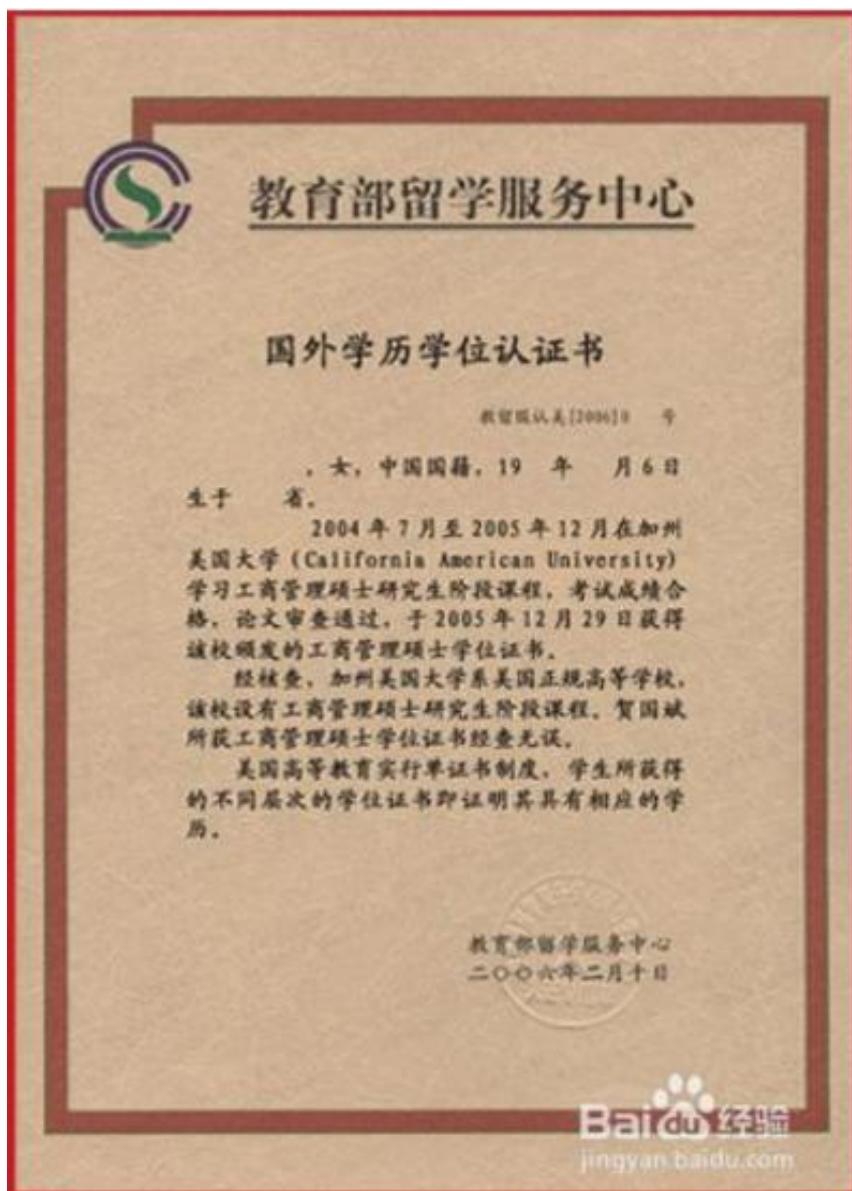 教育部留学服务中心
国外学历学位认证书
教留服认美[2006]0 号
，女，中国国籍，19 年 月6日
生于 省。
2004年7月至2005年12月在加州
美国大学(California American University)
学习工商管理硕士研究生阶段课程，考试成绩合
格，论文审查通过，于2005年12月29日获得
该校颁发的工商管理硕士学位证书。
经核查，加州美国大学系美国正规高等学校，
该校设有工商管理硕士研究生阶段课程。贺国斌
所获工商管理硕士学位证书经查无误。
美国高等教育实行单证书制度，学生所获得
的不同层次的学位证书即证明其具有相应的学
历。
教育部留学服务中心
二〇〇六年二月十日
Baidu经验
jingyan.baidu.com